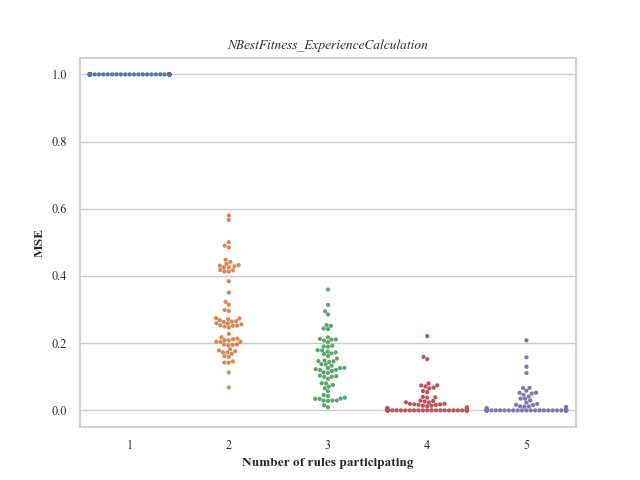 NBestFitness_ExperienceCalculation
MSE
1.0
0.8
0.6
0.4
0.2
0.0
1 2 3 4 5
Number of rules participating